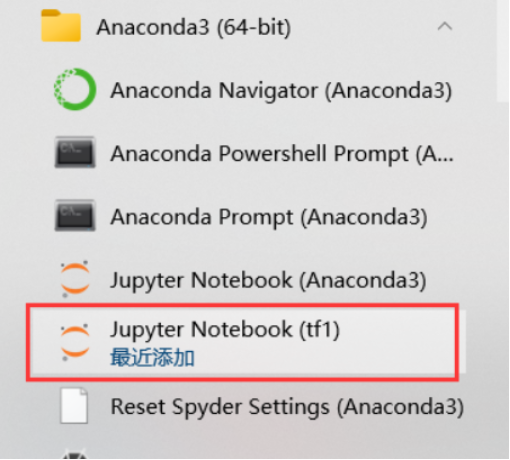 Anaconda3 (64-bit)
Anaconda Navigator (Anaconda3)
Anaconda Powershell Prompt (A...
Anaconda Prompt (Anaconda3)
Jupyter Notebook (Anaconda3)
Jupyter Notebook (tf1)
最近添加
Reset Spyder Settings (Anaconda3)